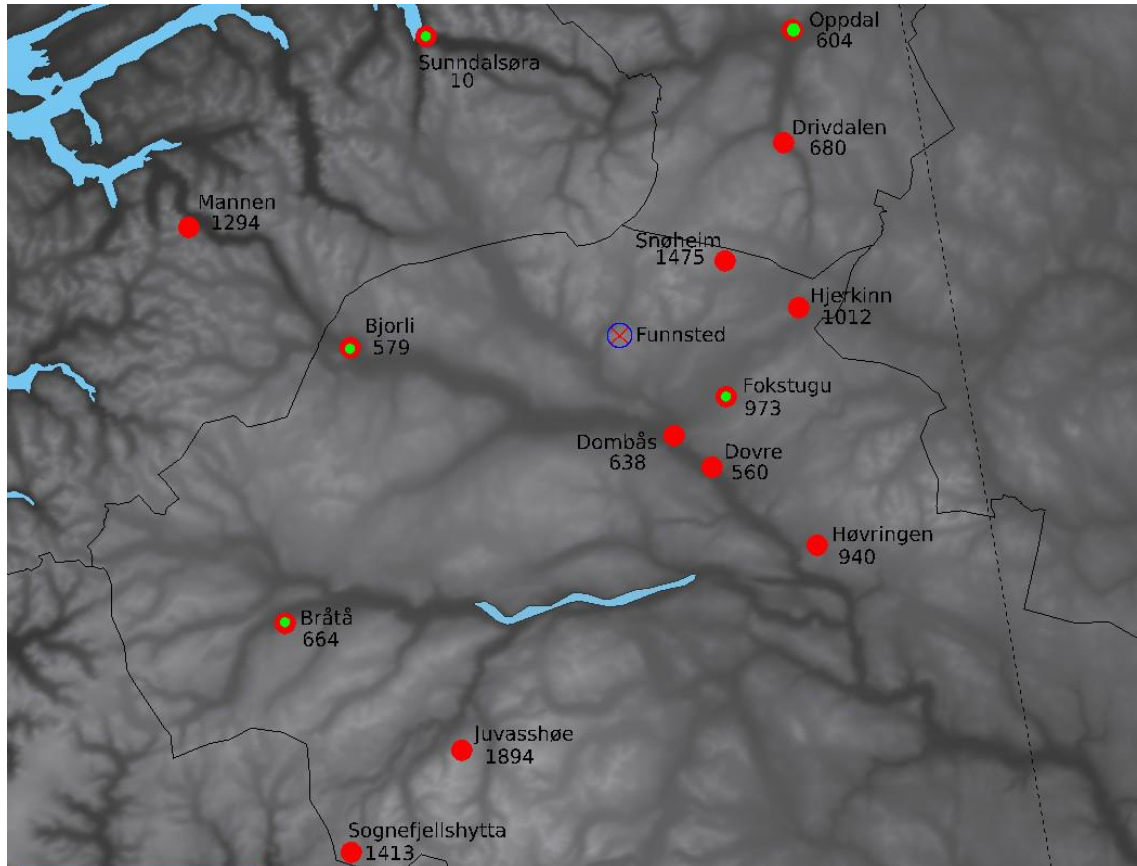 Oppdal
604
Sunndalsøra
10
Drivdalen
680
Mannen
1294
Snøheim
1475
Hjerkinn
1012
Bjorli
579
Funnsted
Fokstugu
973
Dombås
638
Dovre
560
Høvringen
940
Bråtå
664
Juvasshøe
1894
Sognefjellshytta
1413